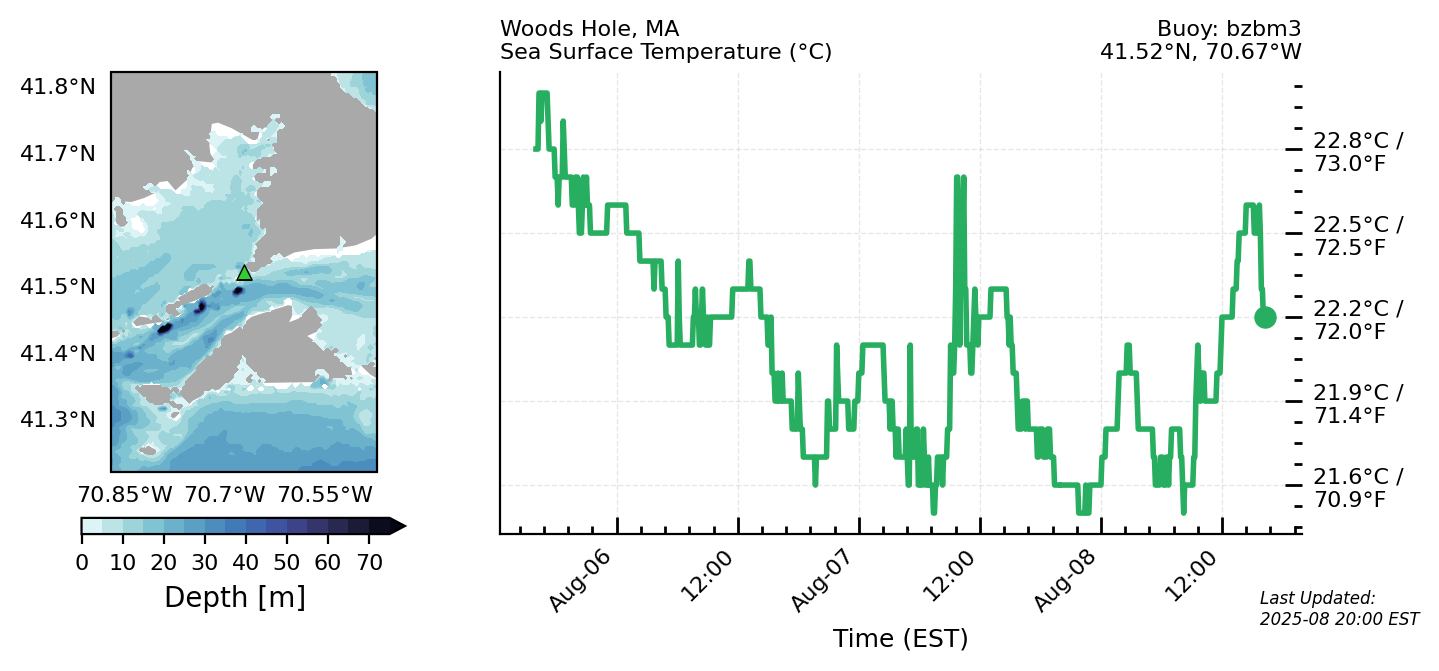 Woods Hole, MA
Sea Surface Temperature (°C)
Buoy: bzbm3
41.52°N, 70.67°W
41.8°N
41.7°N
41.6°N
41.5°N
41.4°N
41.3°N
70.85°W 70.7°W 70.55°W
0 10 20 30 40 50 60 70
Depth [m]
22.8°C /
73.0°F
22.5°C /
72.5°F
22.2°C /
72.0°F
21.9°C /
71.4°F
21.6°C /
70.9°F
Aug-06 12:00 Aug-07 12:00 Aug-08 12:00
Time (EST)
Last Updated:
2025-08 20:00 EST